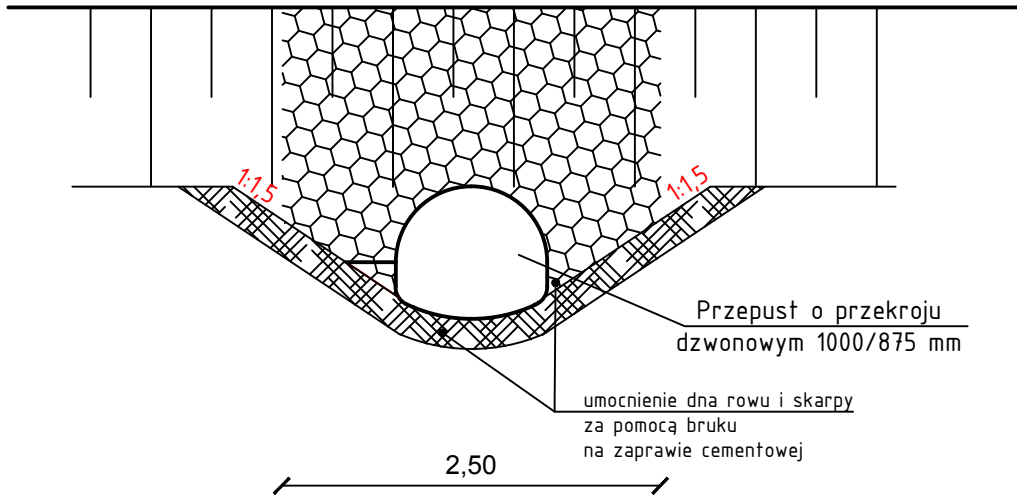 1:1,5
1:1,5
Przepust o przekroju
dzwonowym 1000/875 mm
umocnienie dna rowu i skarpy
za pomocą bruku
na zaprawie cementowej
2,50